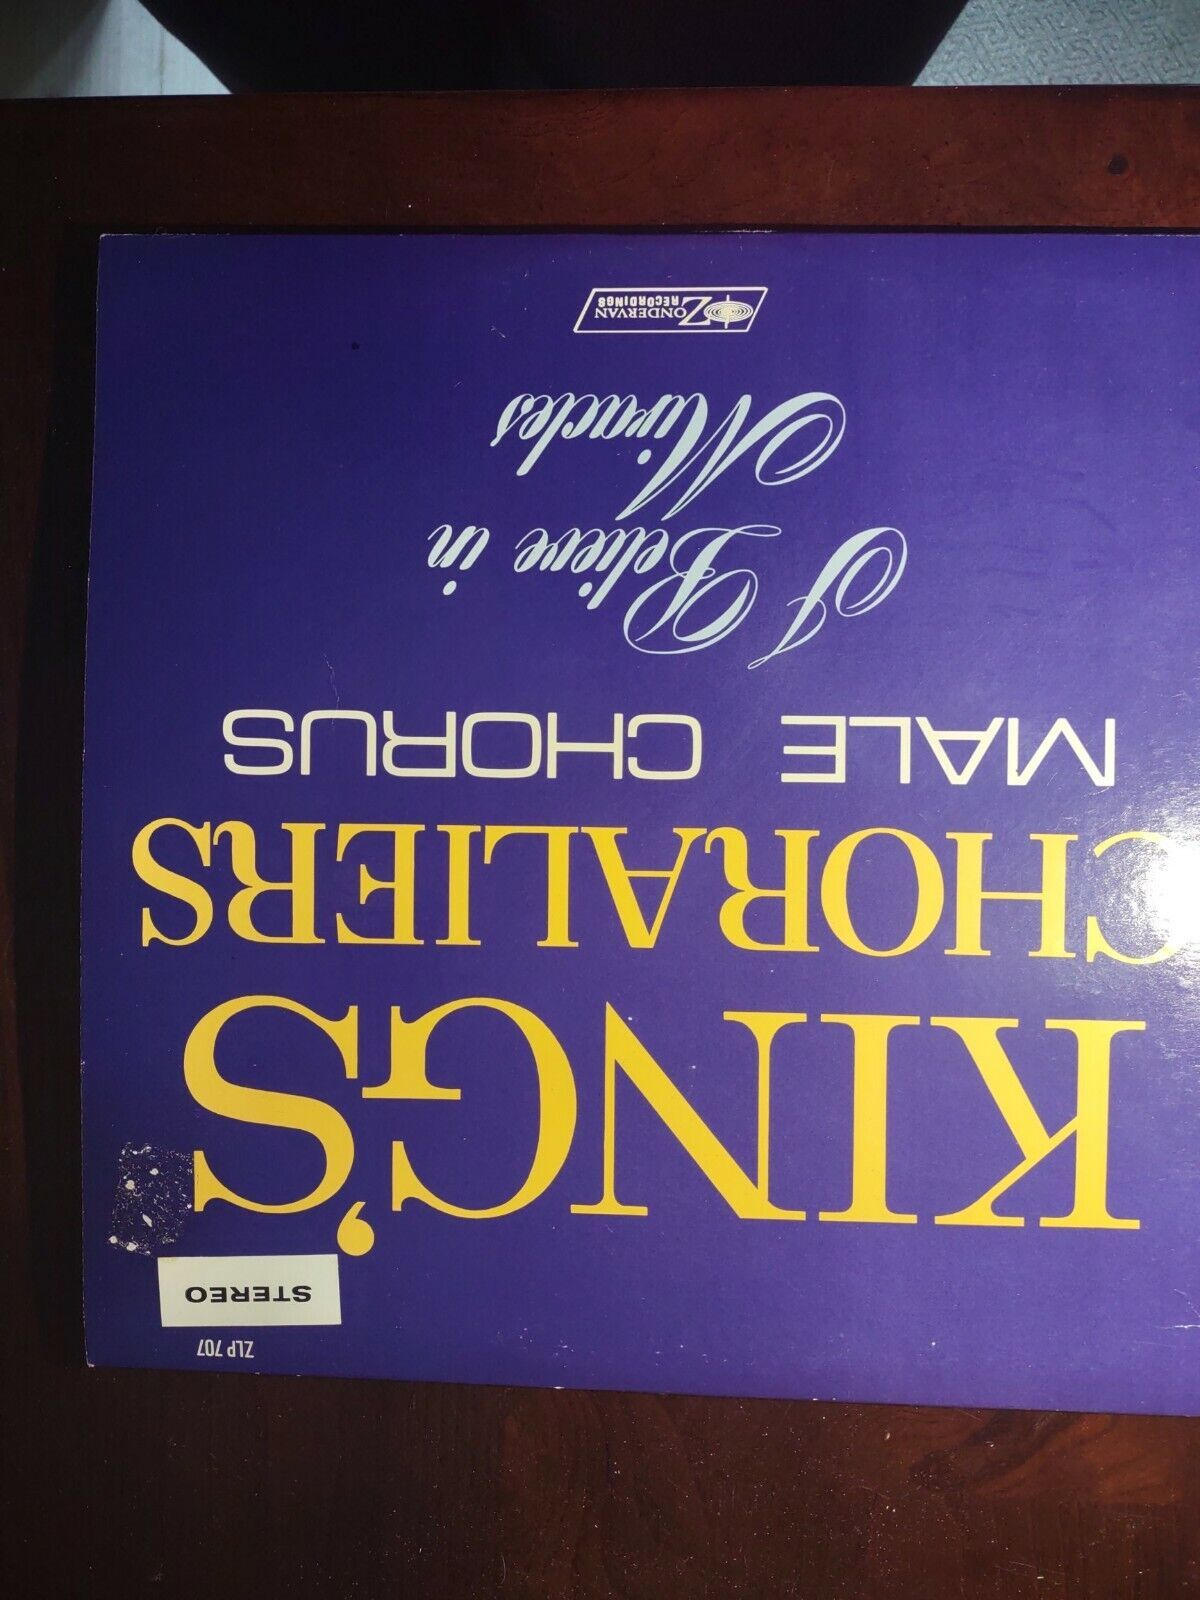 ZLP 707
STEREO
KING'S
CHORALIERS
MALE CHORUS
I Believe in
Miracles
ZONDERVAN
RECORDINGS